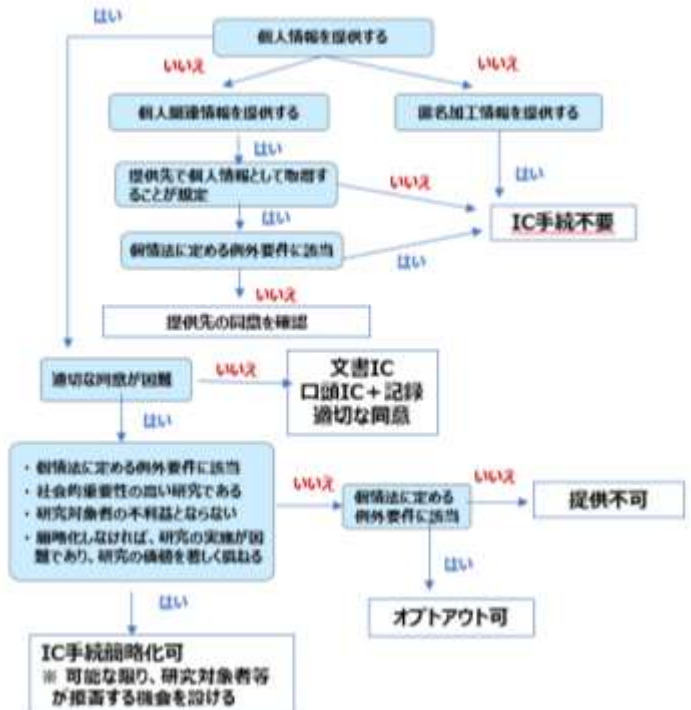 はい
個人情報を提供する
いいえ
いいえ
個人関連情報を提供する
匿名加工情報を提供する
はい
はい
提供先で個人情報として取得す
ることが規定
いいえ
はい
IC手続不要
個情法に定める例外要件に該当
はい
いいえ
提供先の同意を確認
適切な同意が困難
いいえ
文書IC
口頭IC+記録
適切な同意
はい
・個情法に定める例外要件に該当
・社会的重要性の高い研究である
・研究対象者の不利益とならない
・簡略化しなければ、研究の実施が困
難であり、研究の価値を著しく損ねる
いいえ
個情法に定める
例外要件に該当
いいえ
提供不可
はい
はい
オプトアウト可
IC手続簡略化可
※ 可能な限り、研究対象者等
が拒否する機会を設ける